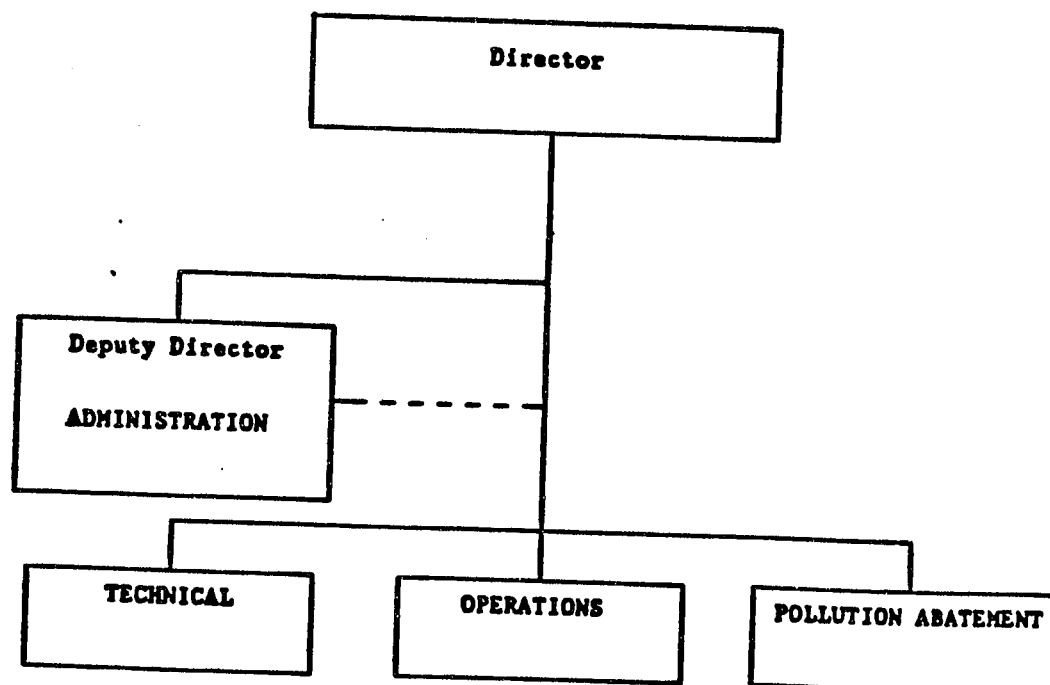 Director
Deputy Director
ADMINISTRATION
TECHNICAL
OPERATIONS
POLLUTION ABATEMENT